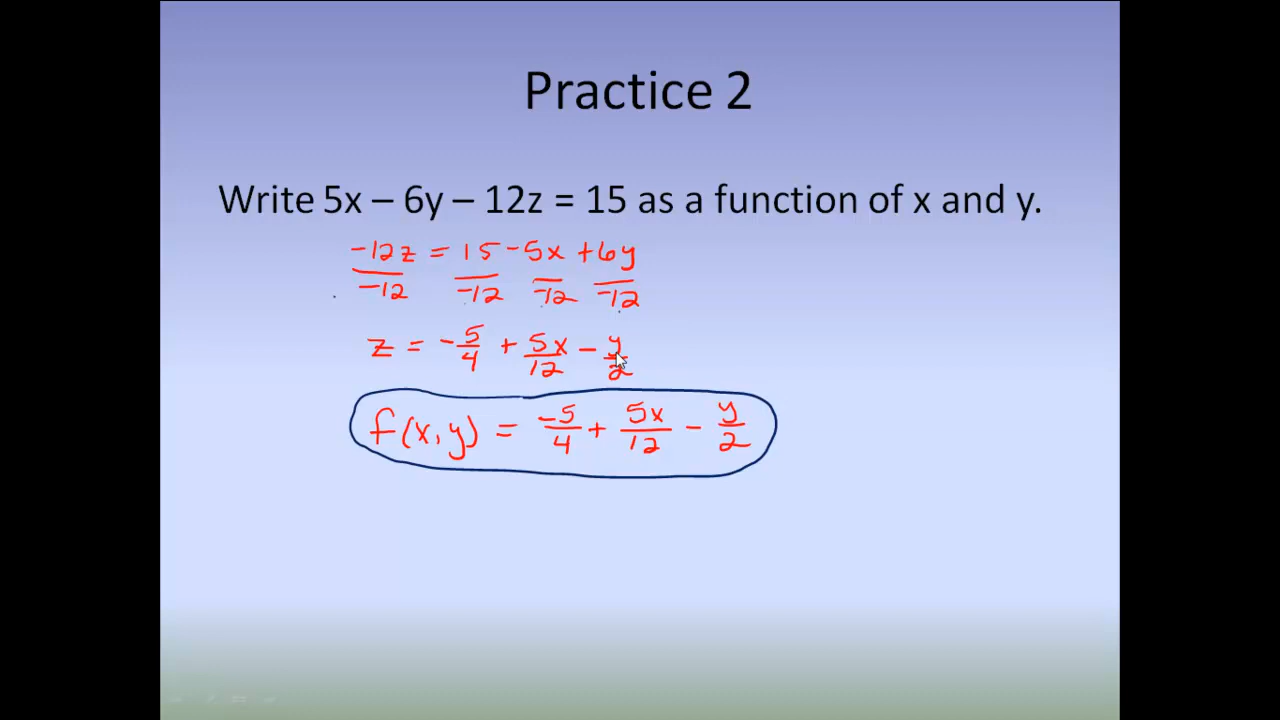 Practice 2
Write 5x – 6y – 12z = 15 as a function of x and y.
-12z = 15 -5x +6y
-12 -12 -12 -12
z = -5/4 + 5x/12 - y/2
f(x,y) = -5/4 + 5x/12 - y/2